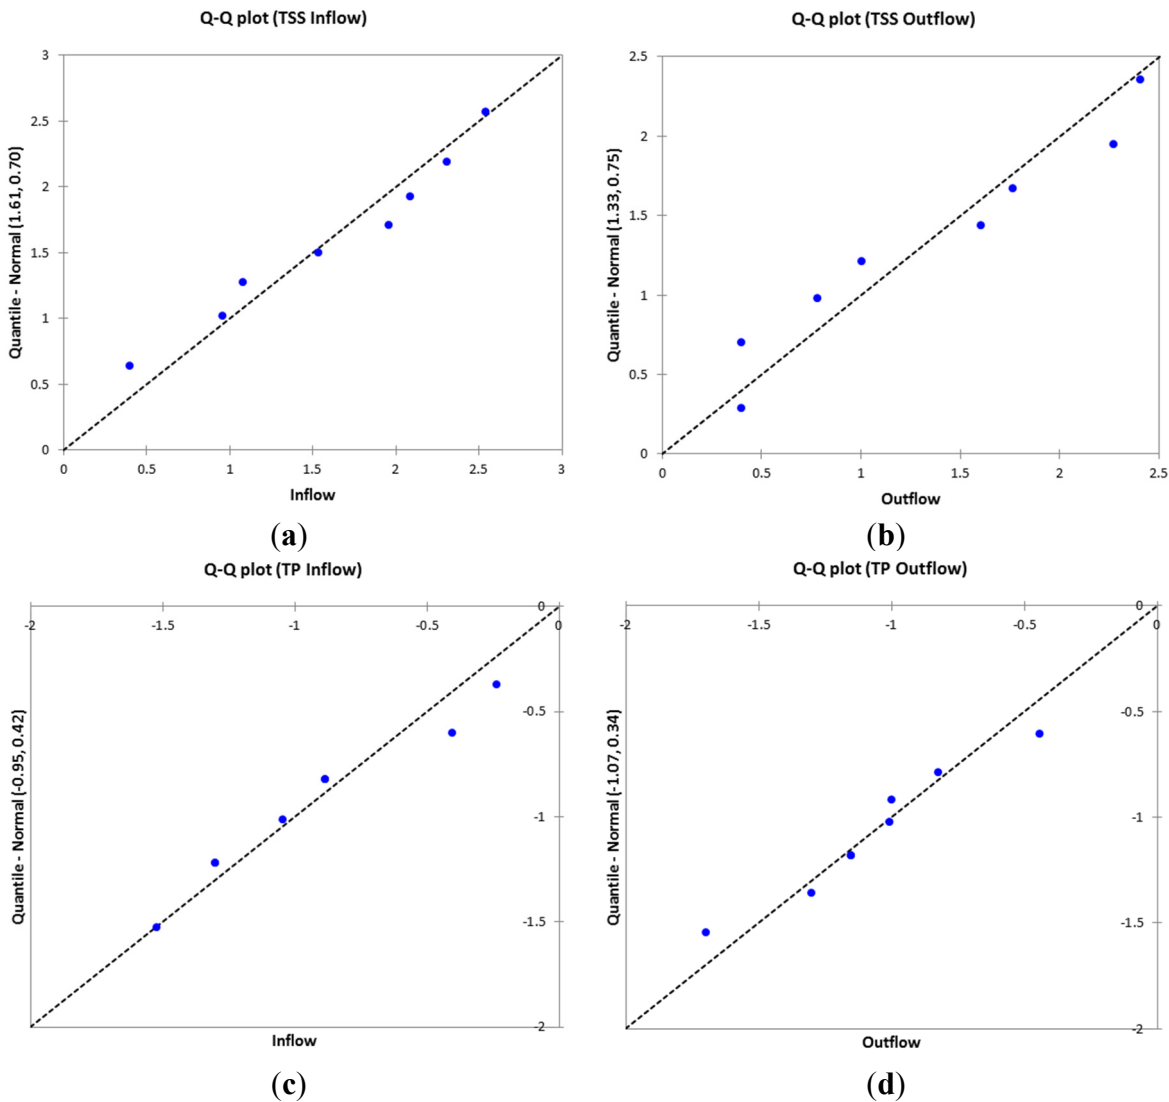 Q-Q plot (TSS Inflow)
3
2.5
2
1.5
1
0.5
0
Quantile - Normal (1.61, 0.70)
0 0.5 1 1.5 2 2.5 3
Inflow
(a)
Q-Q plot (TSS Outflow)
2.5
2
1.5
1
0.5
0
Quantile - Normal (1.33, 0.75)
0 0.5 1 1.5 2 2.5
Outflow
(b)
Q-Q plot (TP Inflow)
-2 -1.5 -1 -0.5 0
0
-0.5
-1
-1.5
-2
Quantile - Normal (-0.95, 0.42)
Inflow
(c)
Q-Q plot (TP Outflow)
-2 -1.5 -1 -0.5 0
0
-0.5
-1
-1.5
-2
Quantile - Normal (-1.07, 0.34)
Outflow
(d)